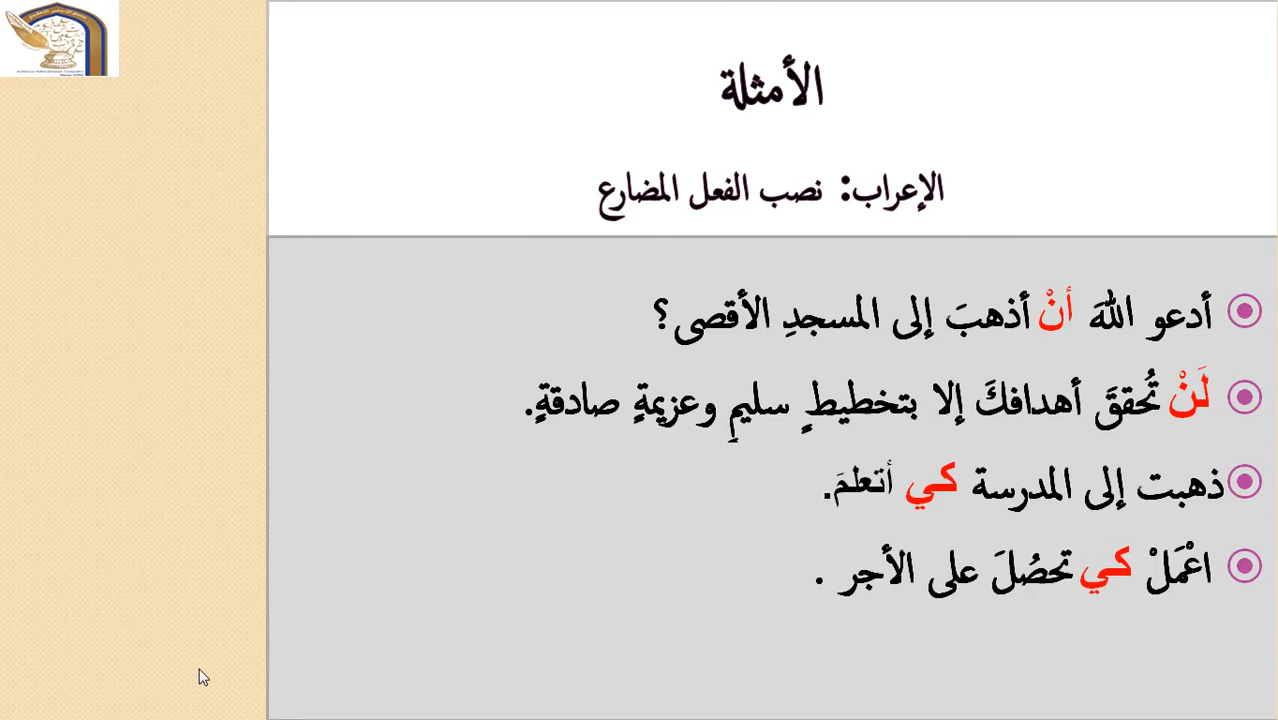 الأمثلة
الإعراب: نصب الفعل المضارع
أدعو اللهَ أنْ أذهبَ إلى المسجدِ الأقصى؟
لَنْ تُحققَ أهدافكَ إلا بتخطيطٍ سليمٍ وعزيمةٍ صادقةٍ.
ذهبت إلى المدرسة كي أتعلمَ.
اعْمَلْ كي تحصُلَ على الأجر .